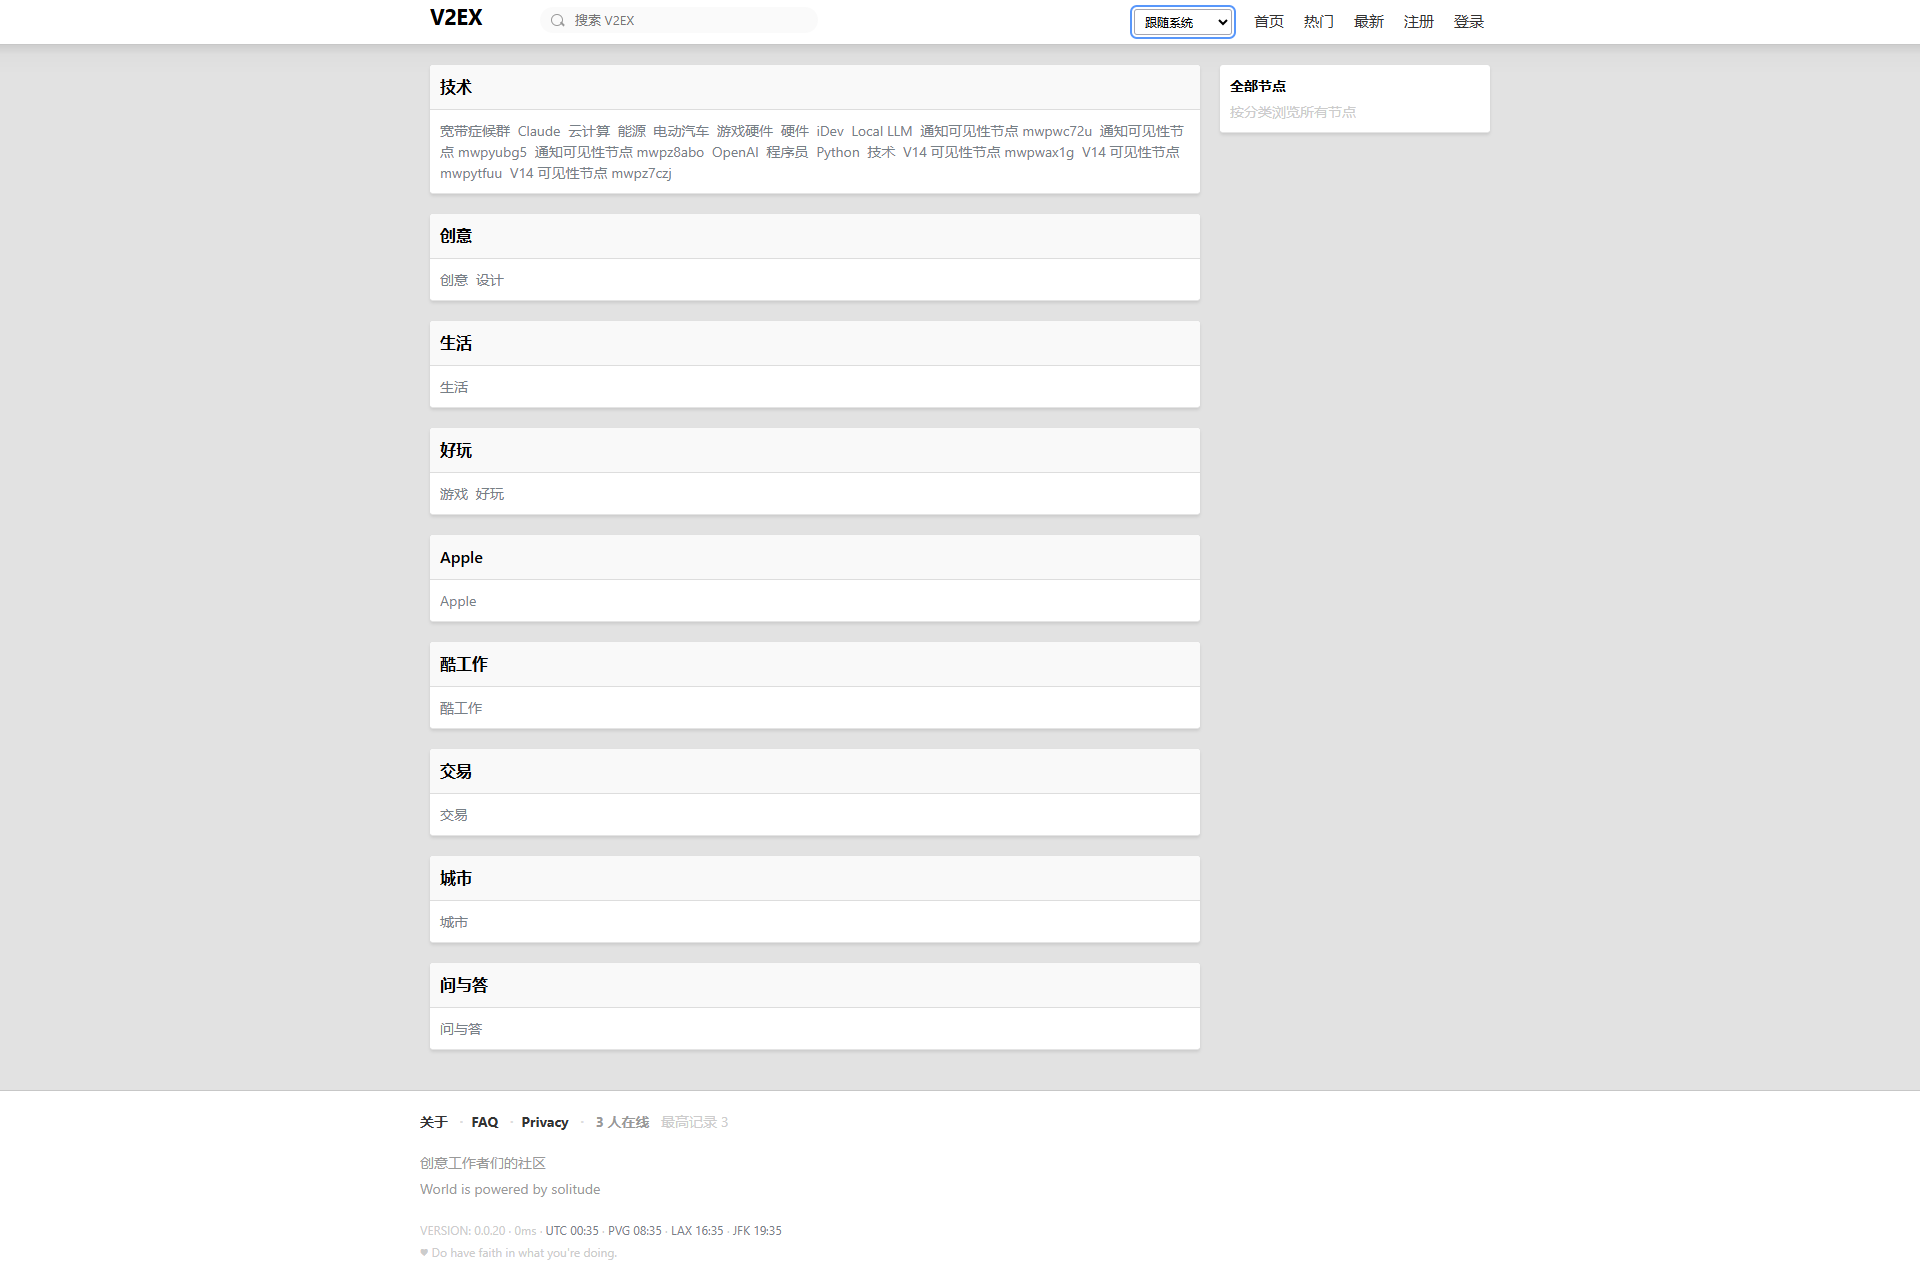 V2EX
搜索 V2EX
跟随系统
首页 热门 最新 注册 登录
技术
宽带症候群 Claude 云计算 能源 电动汽车 游戏硬件 硬件 iDev Local LLM 通知可见性节点 mwpwc72u 通知可见性节
点 mwpyubg5 通知可见性节点 mwpz8abo OpenAI 程序员 Python 技术 V14 可见性节点 mwpwax1g V14 可见性节点
mwpytfuu V14 可见性节点 mwpz7czj
全部节点
按分类浏览所有节点
创意
创意 设计
生活
生活
好玩
游戏 好玩
Apple
Apple
酷工作
酷工作
交易
交易
城市
城市
问与答
问与答
关于 · FAQ · Privacy · 3 人在线 最高记录 3
创意工作者们的社区
World is powered by solitude
VERSION: 0.0.20 · 0ms · UTC 00:35 · PVG 08:35 · LAX 16:35 · JFK 19:35
♥ Do have faith in what you're doing.